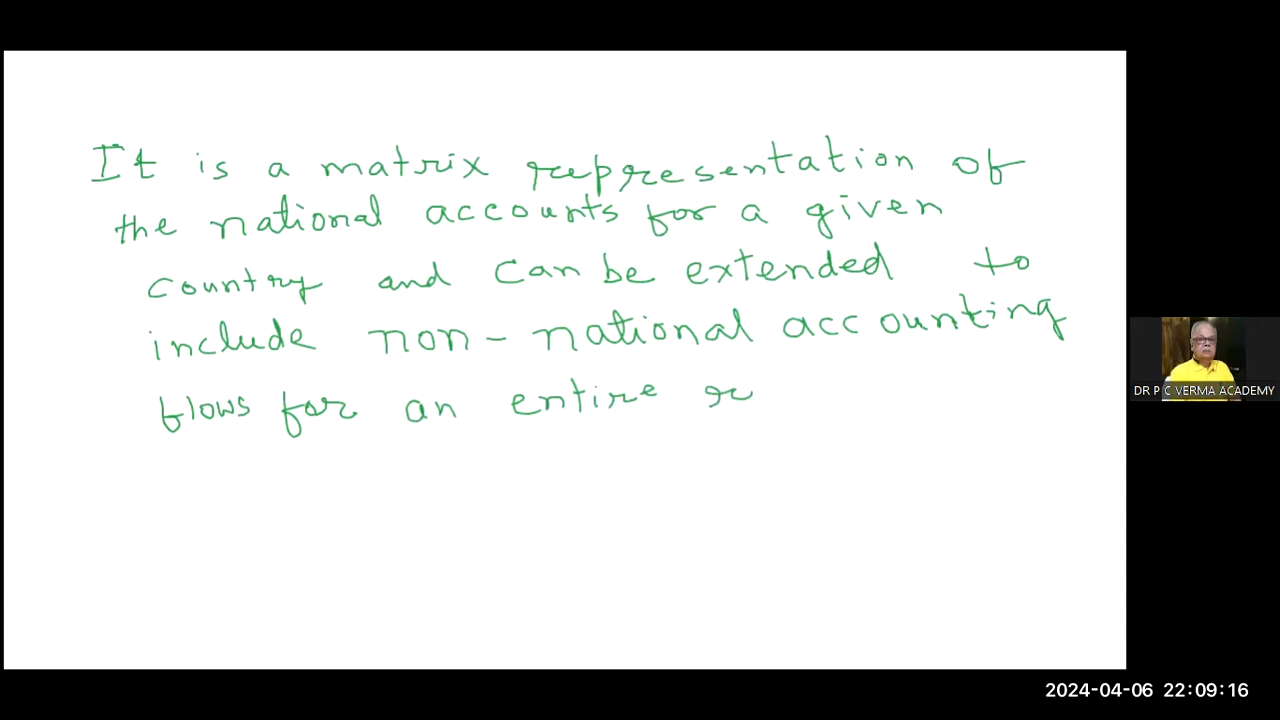 It is a matrix representation of
the national accounts for a given
country and can be extended to
include non-national accounting
flows for an entire r
DR P C VERMA ACADEMY
2024-04-06 22:09:16